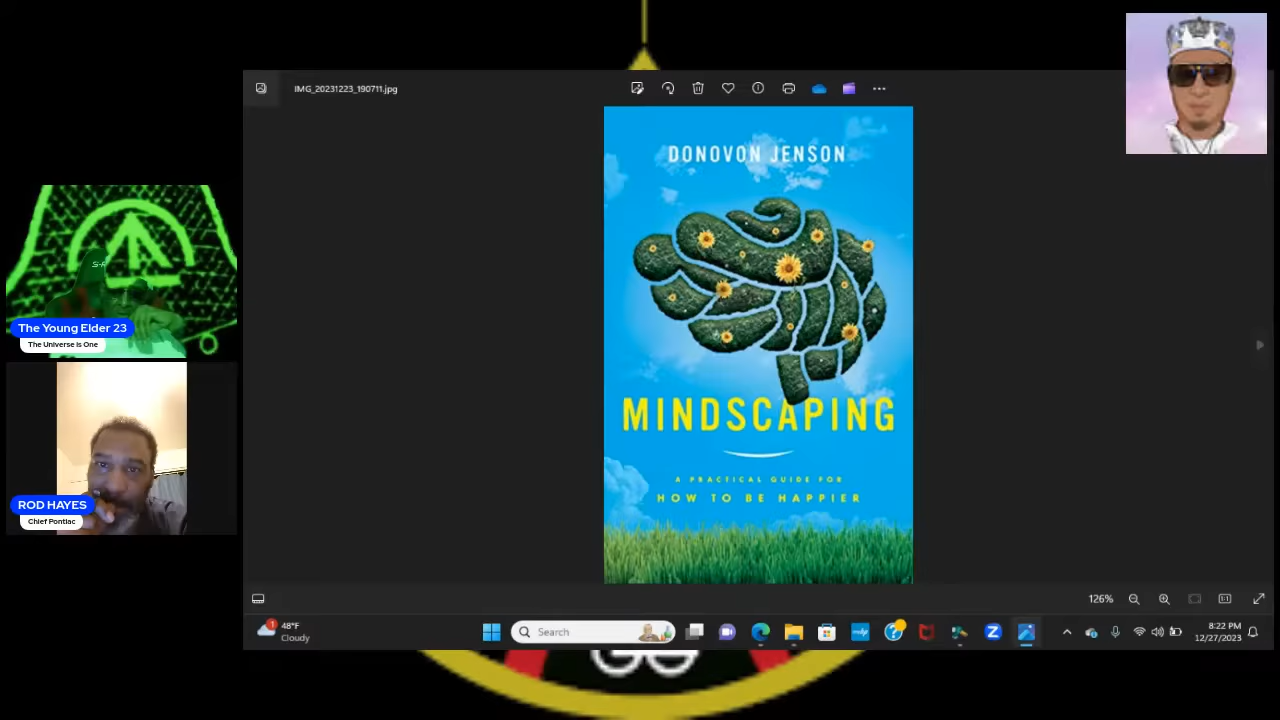 IMG_20231223_190711.jpg
DONOVON JENSON
MINDSCAPING
A PRACTICAL GUIDE FOR
HOW TO BE HAPPIER
The Young Elder 23
The Universe is One
ROD HAYES
Chief Pontiac
126%
1
48°F
Cloudy
Search
8:22 PM
12/27/2023